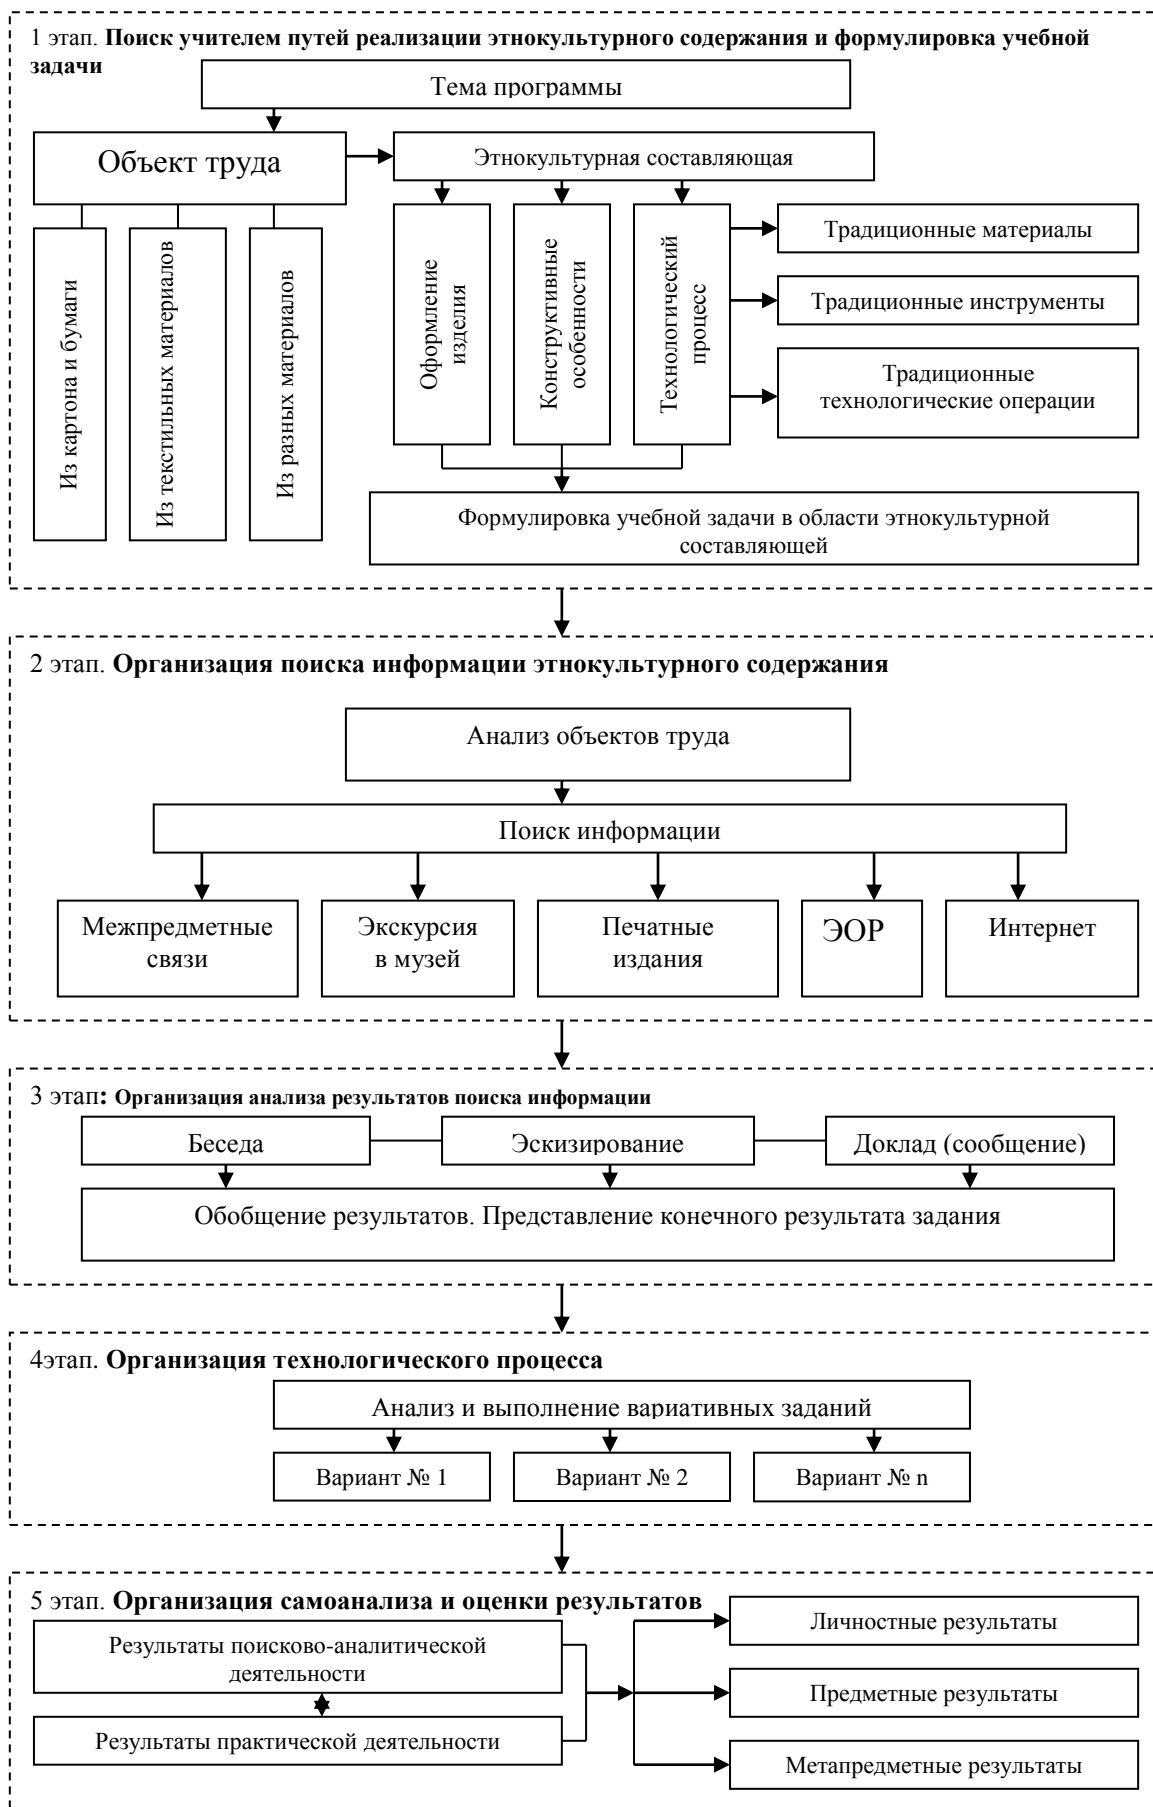 1 этап. Поиск учителем путей реализации этнокультурного содержания и формулировка учебной
задачи
Тема программы
Объект труда
Этнокультурная составляющая
Из картона и бумаги
Из текстильных материалов
Из разных материалов
Оформление
изделия
Конструктивные
особенности
Технологический
процесс
Традиционные материалы
Традиционные инструменты
Традиционные
технологические операции
Формулировка учебной задачи в области этнокультурной
составляющей
2 этап. Организация поиска информации этнокультурного содержания
Анализ объектов труда
Поиск информации
Межпредметные
связи
Экскурсия
в музей
Печатные
издания
ЭОР
Интернет
3 этап: Организация анализа результатов поиска информации
Беседа
Эскизирование
Доклад (сообщение)
Обобщение результатов. Представление конечного результата задания
4этап. Организация технологического процесса
Анализ и выполнение вариативных заданий
Вариант № 1
Вариант № 2
Вариант № n
5 этап. Организация самоанализа и оценки результатов
Результаты поисково-аналитической
деятельности
Результаты практической деятельности
Личностные результаты
Предметные результаты
Метапредметные результаты